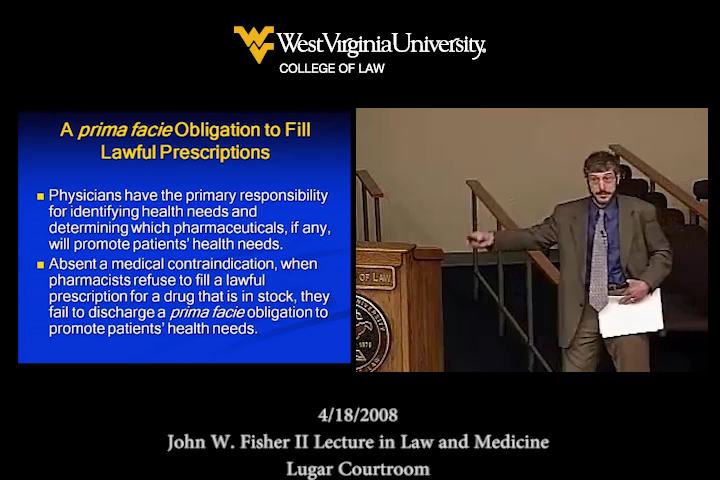 WestVirginiaUniversity.
COLLEGE OF LAW
A prima facie Obligation to Fill
Lawful Prescriptions
Physicians have the primary responsibility
for identifying health needs and
determining which pharmaceuticals, if any,
will promote patients' health needs.
Absent a medical contraindication, when
pharmacists refuse to fill a lawful
prescription for a drug that is in stock, they
fail to discharge a prima facie obligation to
promote patients' health needs.
OF LAW
4/18/2008
John W. Fisher II Lecture in Law and Medicine
Lugar Courtroom